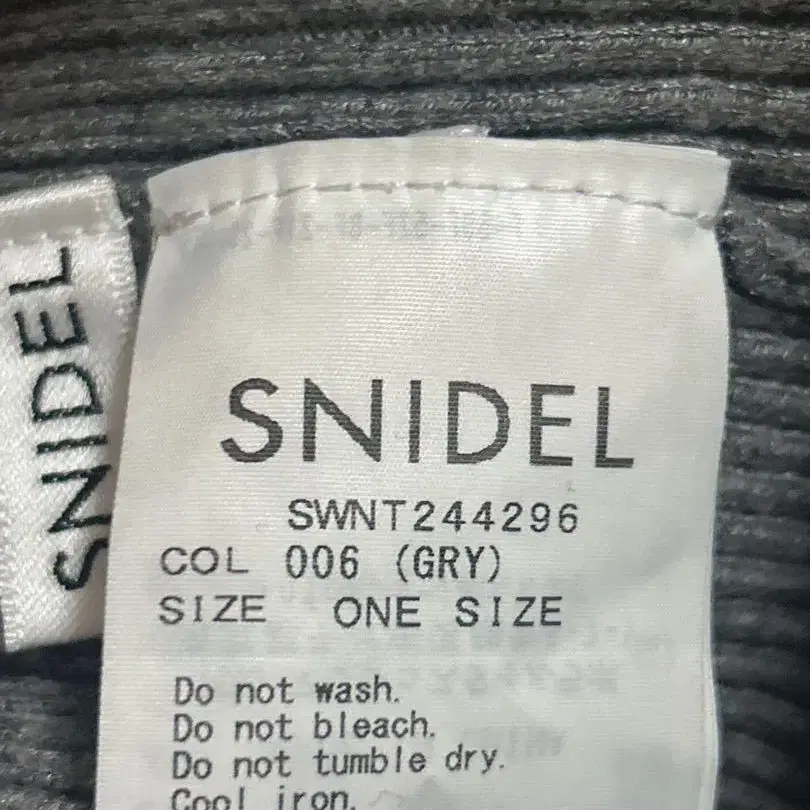 SNIDEL
SNIDEL
SWNT244296
COL 006 (GRY)
SIZE ONE SIZE
Do not wash.
Do not bleach.
Do not tumble dry.
Cool iron.